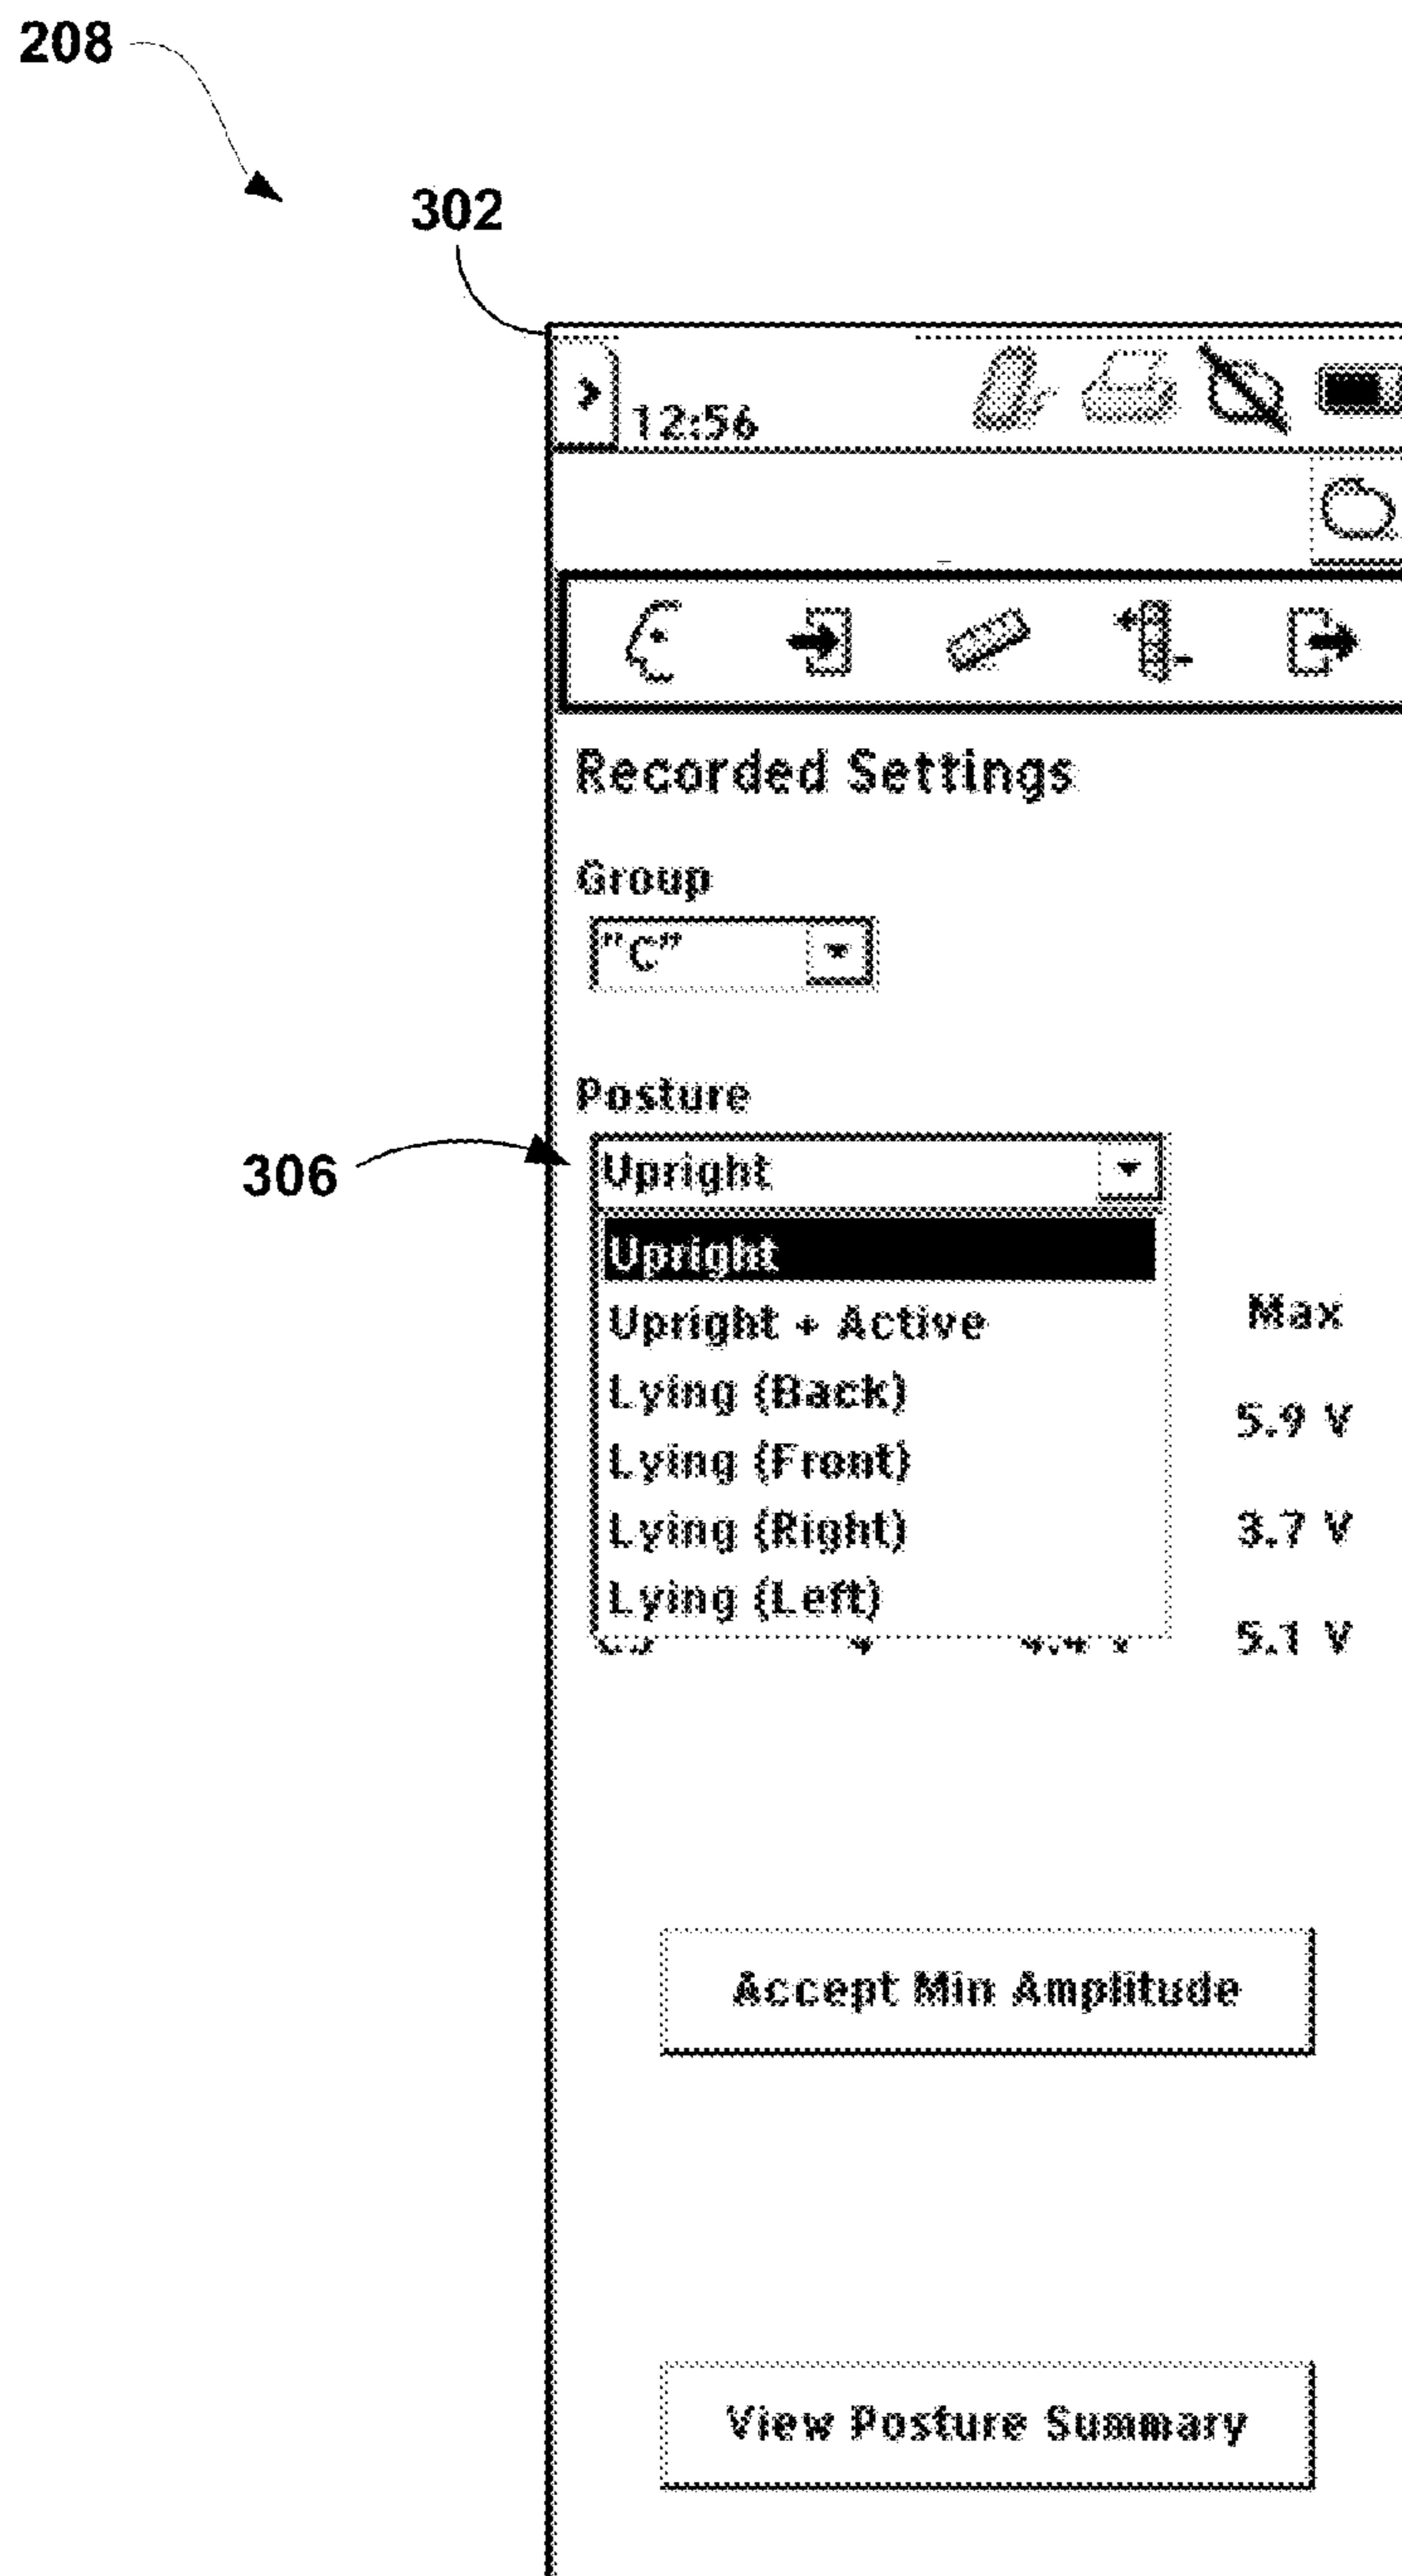 208
302
12:56
Recorded Settings
Group
"C"
Posture
306
Upright
Upright
Upright + Active
Max
Lying (Back)
5.9 V
Lying (Front)
Lying (Right)
3.7 V
Lying (Left)
5.1 V
Accept Min Amplitude
View Posture Summary